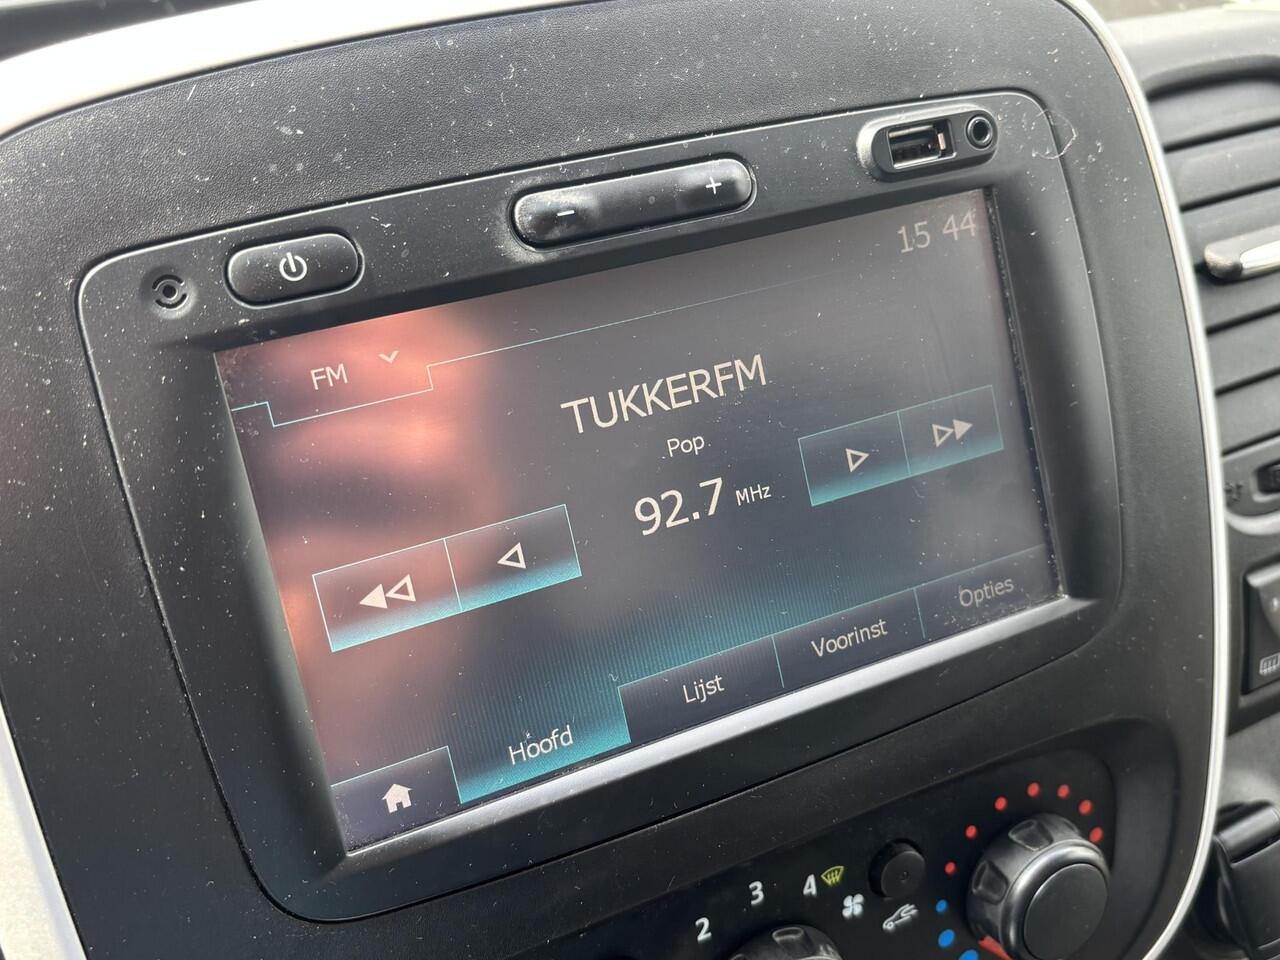 - +
15 44
FM
TUKKERFM
Pop
92.7 MHz
Hoofd
Lijst
Voorinst
Opties
2
3
4